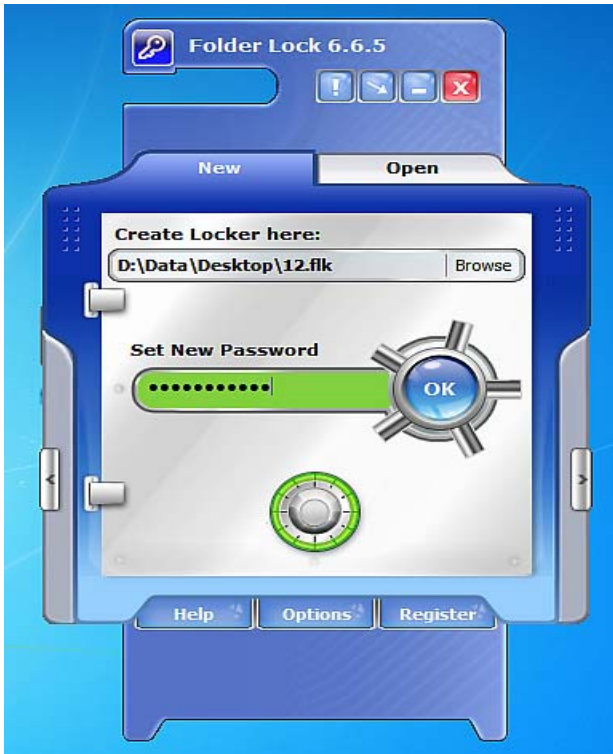 Folder Lock 6.6.5
New Open
Create Locker here:
D:\Data\Desktop\12.flk Browse
Set New Password
•••••••••••
OK
Help Options Register